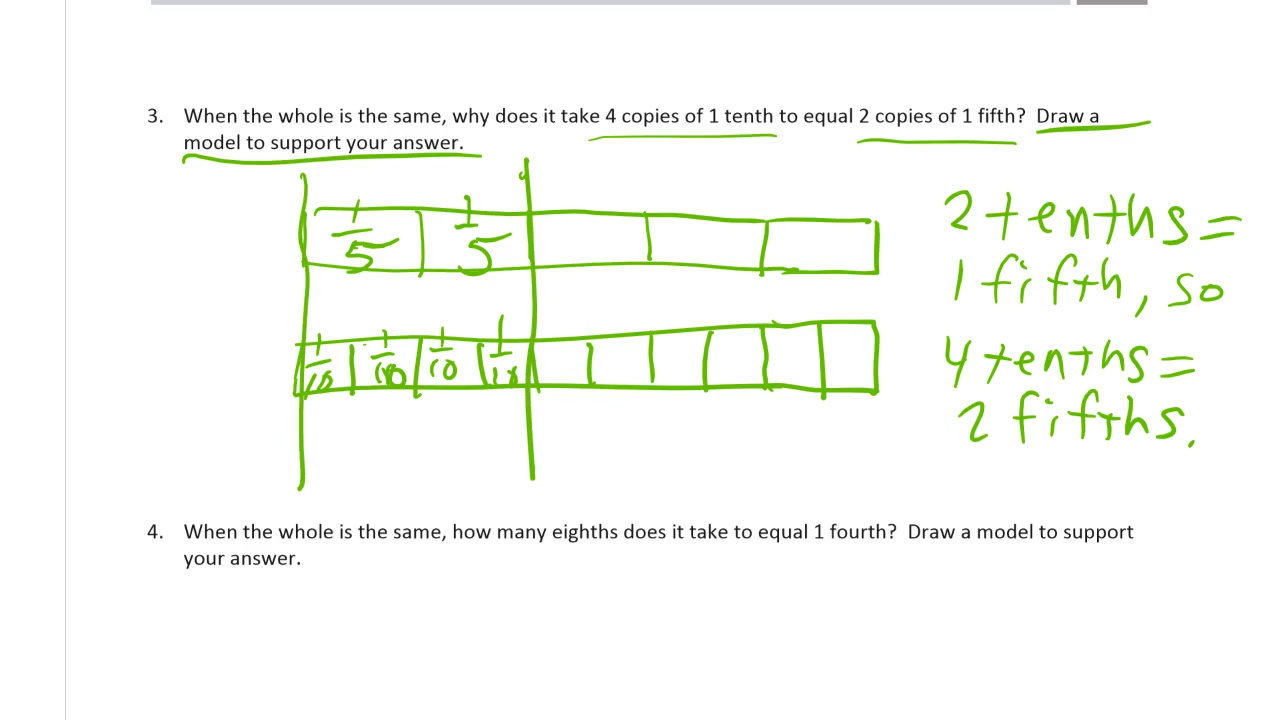 3. When the whole is the same, why does it take 4 copies of 1 tenth to equal 2 copies of 1 fifth? Draw a
model to support your answer.
1/5 1/5
1/10 1/10 1/10 1/10
2 tenths =
1 fifth, so
4 tenths =
2 fifths.
4. When the whole is the same, how many eighths does it take to equal 1 fourth? Draw a model to support
your answer.